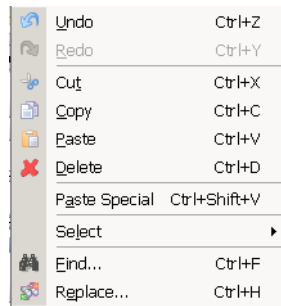 Undo Ctrl+Z
Redo Ctrl+Y
Cut Ctrl+X
Copy Ctrl+C
Paste Ctrl+V
Delete Ctrl+D
Paste Special Ctrl+Shift+V
Select
Find... Ctrl+F
Replace... Ctrl+H